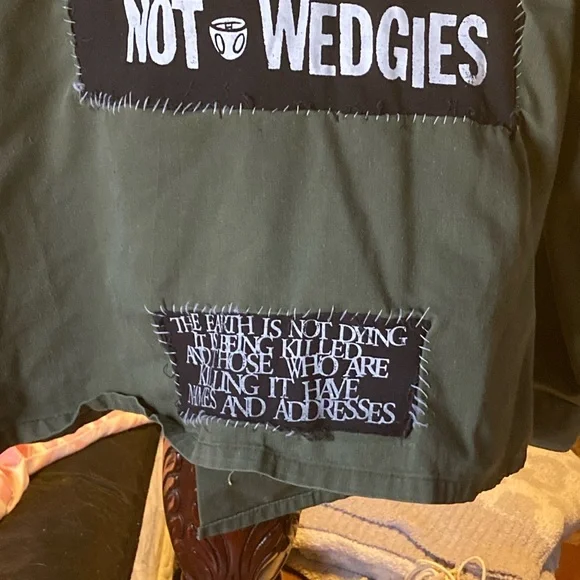 NOT WEDGIES
THE EARTH IS NOT DYING
IT IS BEING KILLED
AND THOSE WHO ARE
KILLING IT HAVE
NAMES AND ADDRESSES